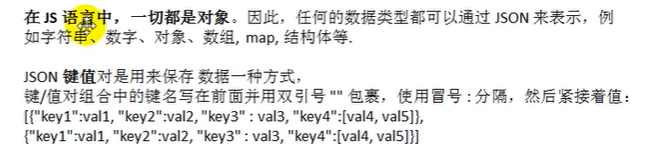 在 JS 语言中，一切都是对象。因此，任何的数据类型都可以通过 JSON 来表示，例
如字符串、数字、对象、数组, map, 结构体等.
JSON 键值对是用来保存 数据一种方式，
键/值对组合中的键名写在前面并用双引号 "" 包裹，使用冒号 : 分隔，然后紧接着值：
[{"key1":val1, "key2":val2, "key3" : val3, "key4":[val4, val5]},
{"key1":val1, "key2":val2, "key3" : val3, "key4":[val4, val5]}]